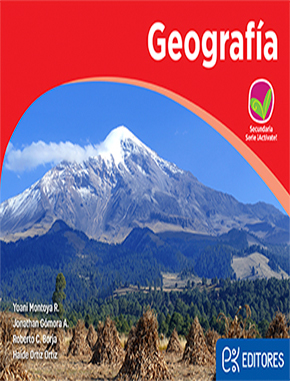 Geografía
Secundaria
Serie ¡Actívate!
Yoani Montoya R.
Jonathan Gómora A.
Roberto C. Borja
Haide Ortiz Ortiz
EDITORES